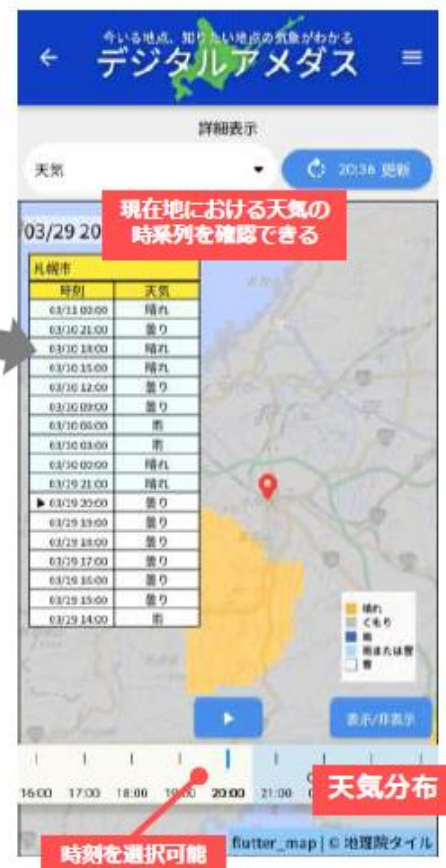 今いる地点、知りたい地点の気象がわかる
デジタルアメダス
詳細表示
天気
20:36 更新
現在地における天気の
時系列を確認できる
03/29 20
札幌市
時刻 天気
03/31 00:00 晴れ
03/30 21:00 曇り
03/30 18:00 晴れ
03/30 15:00 晴れ
03/30 12:00 曇り
03/30 09:00 曇り
03/30 06:00 雨
03/30 03:00 雨
03/30 00:00 晴れ
03/29 21:00 晴れ
▶ 03/29 20:00 曇り
03/29 19:00 曇り
03/29 18:00 曇り
03/29 17:00 曇り
03/29 16:00 曇り
03/29 15:00 曇り
03/29 14:00 雨
晴れ
くもり
雨
雨または雪
雪
表示/非表示
16:00 17:00 18:00 19:00 20:00 21:00
天気分布
時刻を選択可能
flutter_map | © 地理院タイル